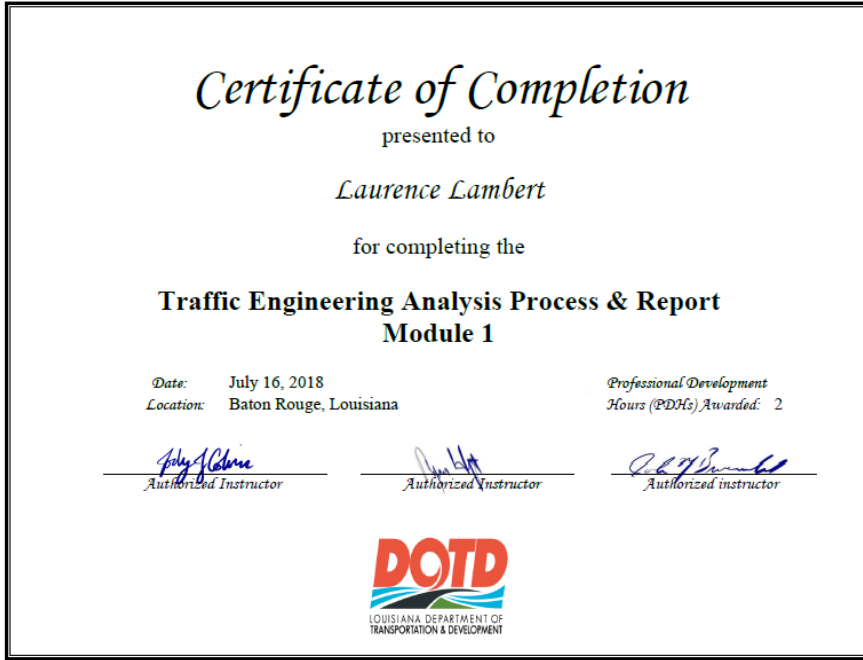 Certificate of Completion
presented to
Laurence Lambert
for completing the
Traffic Engineering Analysis Process & Report
Module 1
Date: July 16, 2018
Location: Baton Rouge, Louisiana
Professional Development
Hours (PDHs) Awarded: 2
Authorized Instructor
Authorized Instructor
Authorized instructor
DOTD
LOUISIANA DEPARTMENT OF
TRANSPORTATION & DEVELOPMENT